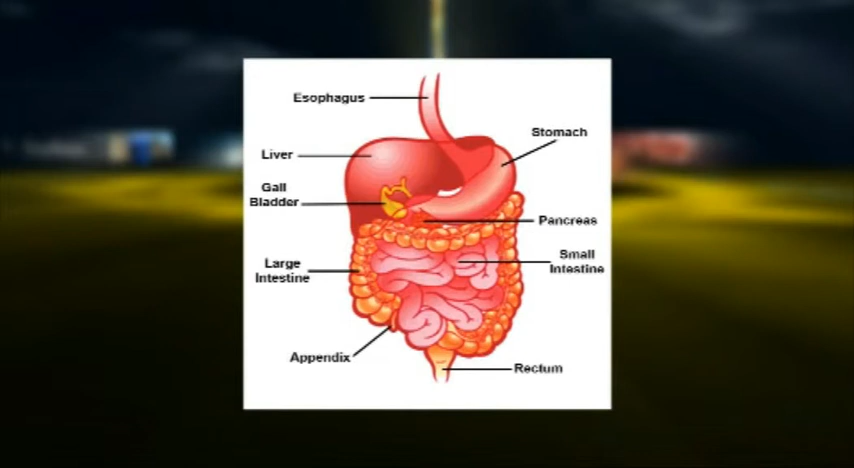 Esophagus
Stomach
Liver
Gall
Bladder
Pancreas
Large
Intestine
Small
Intestine
Appendix
Rectum